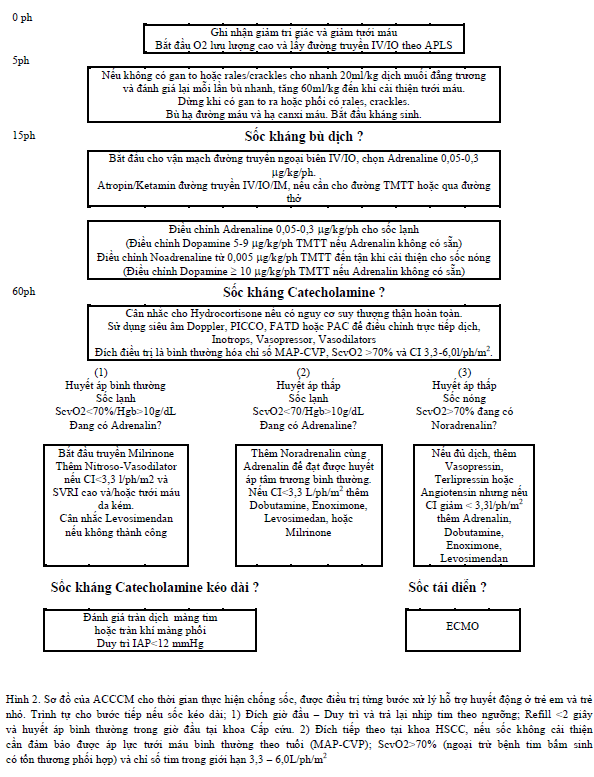 0 ph
Ghi nhận giảm tri giác và giảm tưới máu
Bắt đầu O2 lưu lượng cao và lấy đường truyền IV/IO theo APLS
5ph
Nếu không có gan to hoặc rales/crackles cho nhanh 20ml/kg dịch muối đẳng trương
và đánh giá lại mỗi lần bù nhanh, tăng 60ml/kg đến khi cải thiện tưới máu.
Dừng khi có gan to ra hoặc phổi có rales, crackles.
Bù hạ đường máu và hạ canxi máu. Bắt đầu kháng sinh.
15ph
Sốc kháng bù dịch ?
Bắt đầu cho vận mạch đường truyền ngoại biên IV/IO, chọn Adrenaline 0,05-0,3
µg/kg/ph.
Atropin/Ketamin đường truyền IV/IO/IM, nếu cần cho đường TMTT hoặc qua đường
thở
Điều chỉnh Adrenaline 0,05-0,3 µg/kg/ph cho sốc lạnh
(Điều chỉnh Dopamine 5-9 µg/kg/ph TMTT nếu Adrenalin không có sẵn)
Điều chỉnh Noadrenaline từ 0,005 µg/kg/ph TMTT đến tận khi cải thiện cho sốc nóng
(Điều chỉnh Dopamine ≥ 10 µg/kg/ph TMTT nếu Adrenalin không có sẵn)
60ph
Sốc kháng Catecholamine ?
Cân nhắc cho Hydrocortisone nếu có nguy cơ suy thượng thận hoàn toàn.
Sử dụng siêu âm Doppler, PICCO, FATD hoặc PAC để điều chỉnh trực tiếp dịch,
Inotrops, Vasopressor, Vasodilators
Đích điều trị là bình thường hóa chỉ số MAP-CVP, ScvO2 >70% và CI 3,3-6,0l/ph/m².
(1)
Huyết áp bình thường
Sốc lạnh
ScvO2<70%/Hgb>10g/dL
Đang có Adrenalin?
(2)
Huyết áp thấp
Sốc lạnh
ScvO2<70/Hgb>10g/dL
Đang có Adrenaline?
(3)
Huyết áp thấp
Sốc nóng
ScvO2>70% đang có
Noradrenalin?
Bắt đầu truyền Milrinone
Thêm Nitroso-Vasodilator
nếu CI<3,3 l/ph/m2 và
SVRI cao và/hoặc tưới máu
da kém.
Cân nhắc Levosimendan
nếu không thành công
Thêm Noradrenalin cùng
Adrenalin để đạt được huyết
áp tâm trương bình thường.
Nếu CI<3,3 L/ph/m² thêm
Dobutamine, Enoximone,
Levosimedan, hoặc
Milrinone
Nếu đủ dịch, thêm
Vasopressin,
Terlipressin hoặc
Angiotensin nhưng nếu
CI giảm < 3,3l/ph/m²
thêm Adrenalin,
Dobutamine,
Enoximone,
Levosimendan
Sốc kháng Catecholamine kéo dài ?
Sốc tái diễn ?
Đánh giá tràn dịch màng tim
hoặc tràn khí màng phổi
Duy trì IAP<12 mmHg
ECMO
Hình 2. Sơ đồ của ACCCM cho thời gian thực hiện chống sốc, được điều trị từng bước xử lý hỗ trợ huyết động ở trẻ em và trẻ
nhỏ. Trình tự cho bước tiếp nếu sốc kéo dài; 1) Đích giờ đầu – Duy trì và trả lại nhịp tim theo ngưỡng; Refill <2 giây
và huyết áp bình thường trong giờ đầu tại khoa Cấp cứu. 2) Đích tiếp theo tại khoa HSCC, nếu sốc không cải thiện
cần đảm bảo được áp lực tưới máu bình thường theo tuổi (MAP-CVP); ScvO2>70% (ngoại trừ bệnh tim bẩm sinh
có tổn thương phối hợp) và chỉ số tim trong giới hạn 3,3 – 6,0L/ph/m²